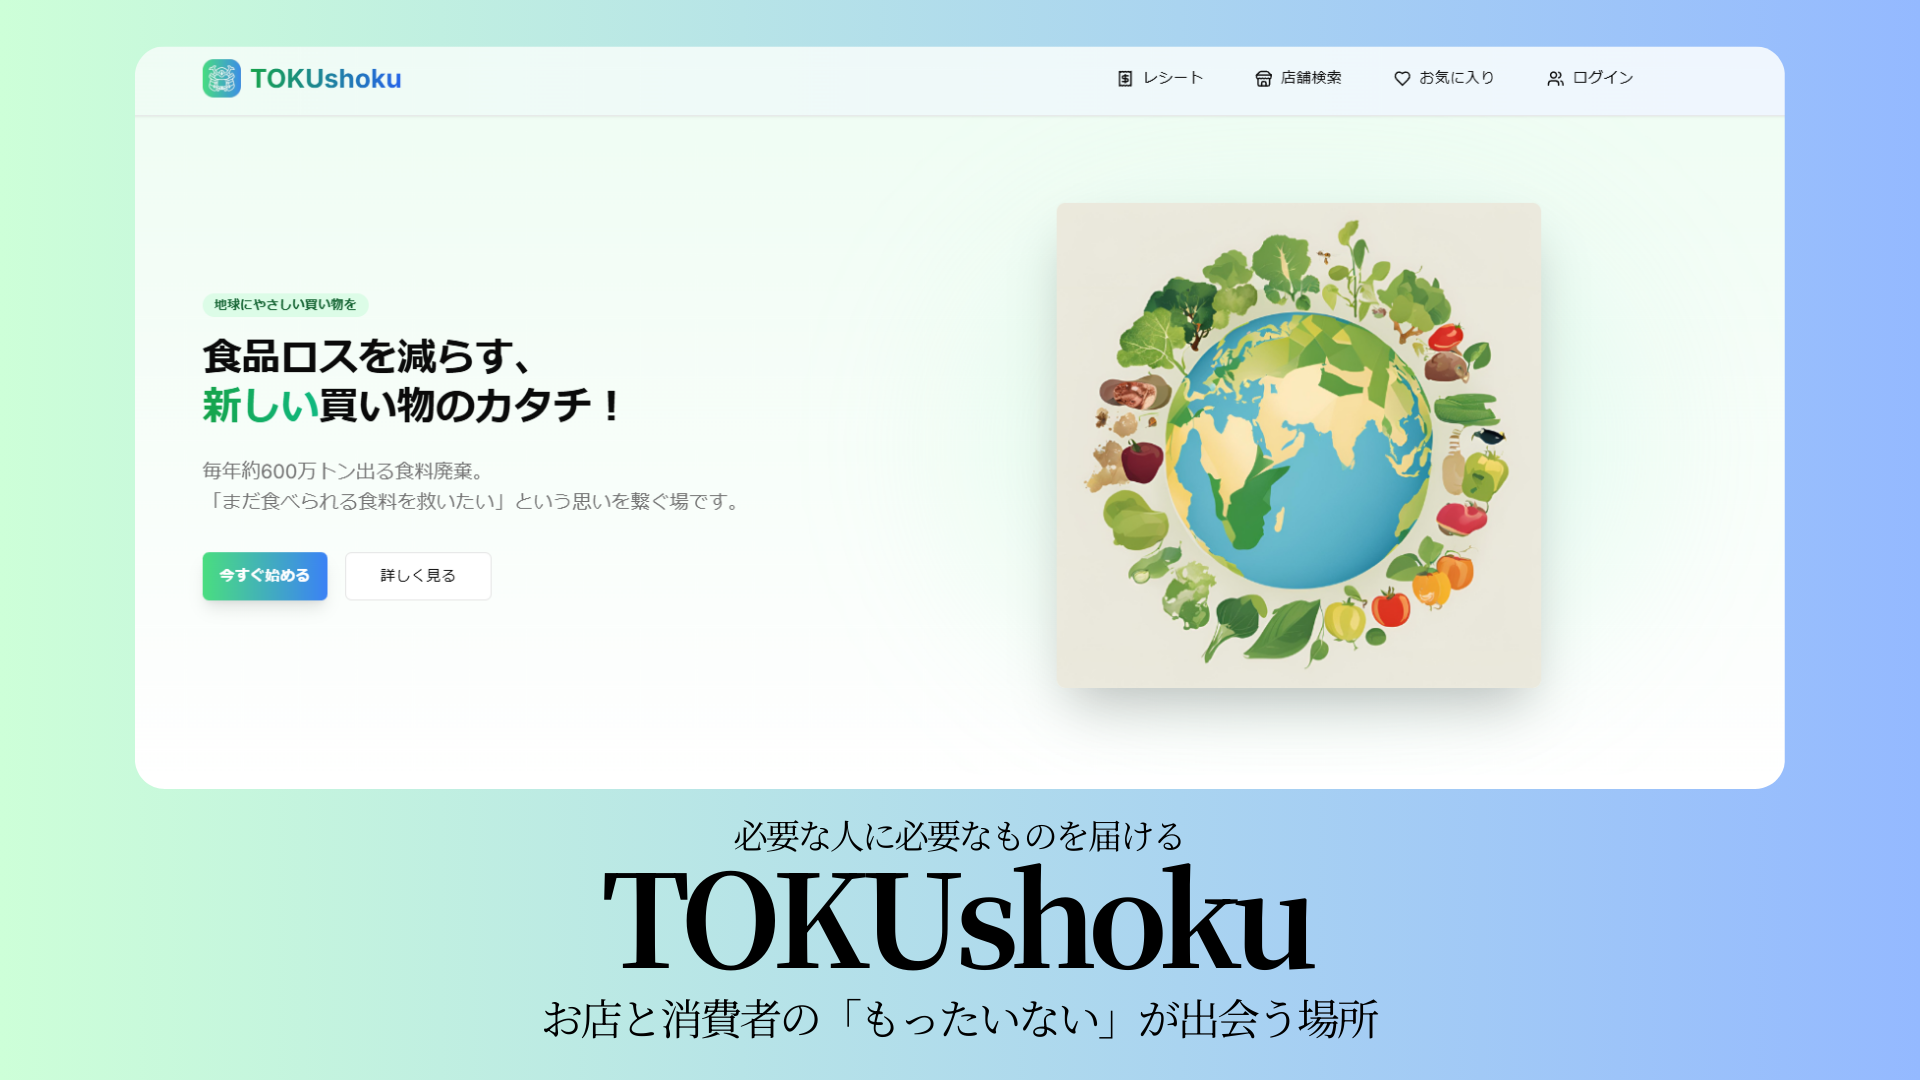 TOKUshoku
レシート
店舗検索
お気に入り
ログイン
地球にやさしい買い物を
食品ロスを減らす、
新しい買い物のカタチ！
毎年約600万トン出る食料廃棄。
「まだ食べられる食料を救いたい」という思いを繋ぐ場です。
今すぐ始める
詳しく見る
必要な人に必要なものを届ける
TOKUshoku
お店と消費者の「もったいない」が出会う場所